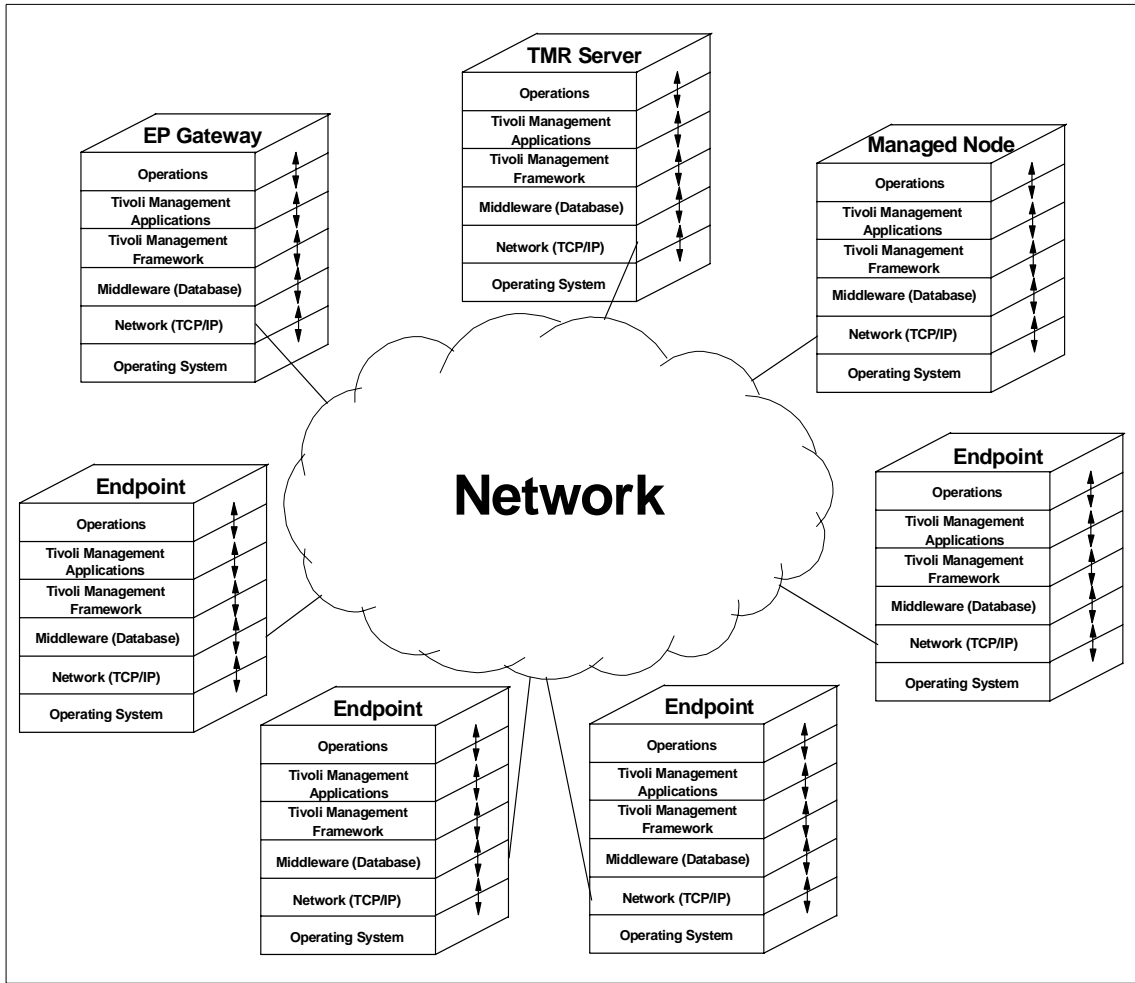 TMR Server
Operations
Tivoli Management
Applications
Tivoli Management
Framework
Middleware (Database)
Network (TCP/IP)
Operating System
EP Gateway
Operations
Tivoli Management
Applications
Tivoli Management
Framework
Middleware (Database)
Network (TCP/IP)
Operating System
Managed Node
Operations
Tivoli Management
Applications
Tivoli Management
Framework
Middleware (Database)
Network (TCP/IP)
Operating System
Network
Endpoint
Operations
Tivoli Management
Applications
Tivoli Management
Framework
Middleware (Database)
Network (TCP/IP)
Operating System
Endpoint
Operations
Tivoli Management
Applications
Tivoli Management
Framework
Middleware (Database)
Network (TCP/IP)
Operating System
Endpoint
Operations
Tivoli Management
Applications
Tivoli Management
Framework
Middleware (Database)
Network (TCP/IP)
Operating System
Endpoint
Operations
Tivoli Management
Applications
Tivoli Management
Framework
Middleware (Database)
Network (TCP/IP)
Operating System